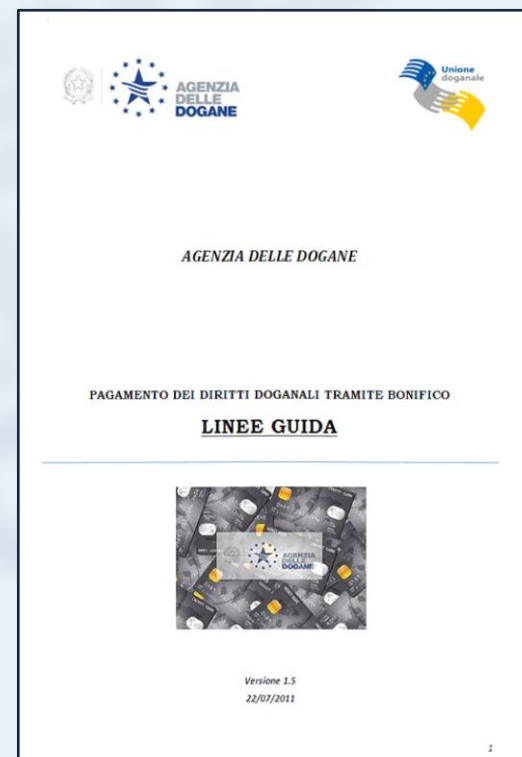 AGENZIA
DELLE
DOGANE
Unione
doganale
AGENZIA DELLE DOGANE
PAGAMENTO DEI DIRITTI DOGANALI TRAMITE BONIFICO
LINEE GUIDA
AGENZIA
DELLE
DOGANE
Versione 1.5
22/07/2011
1